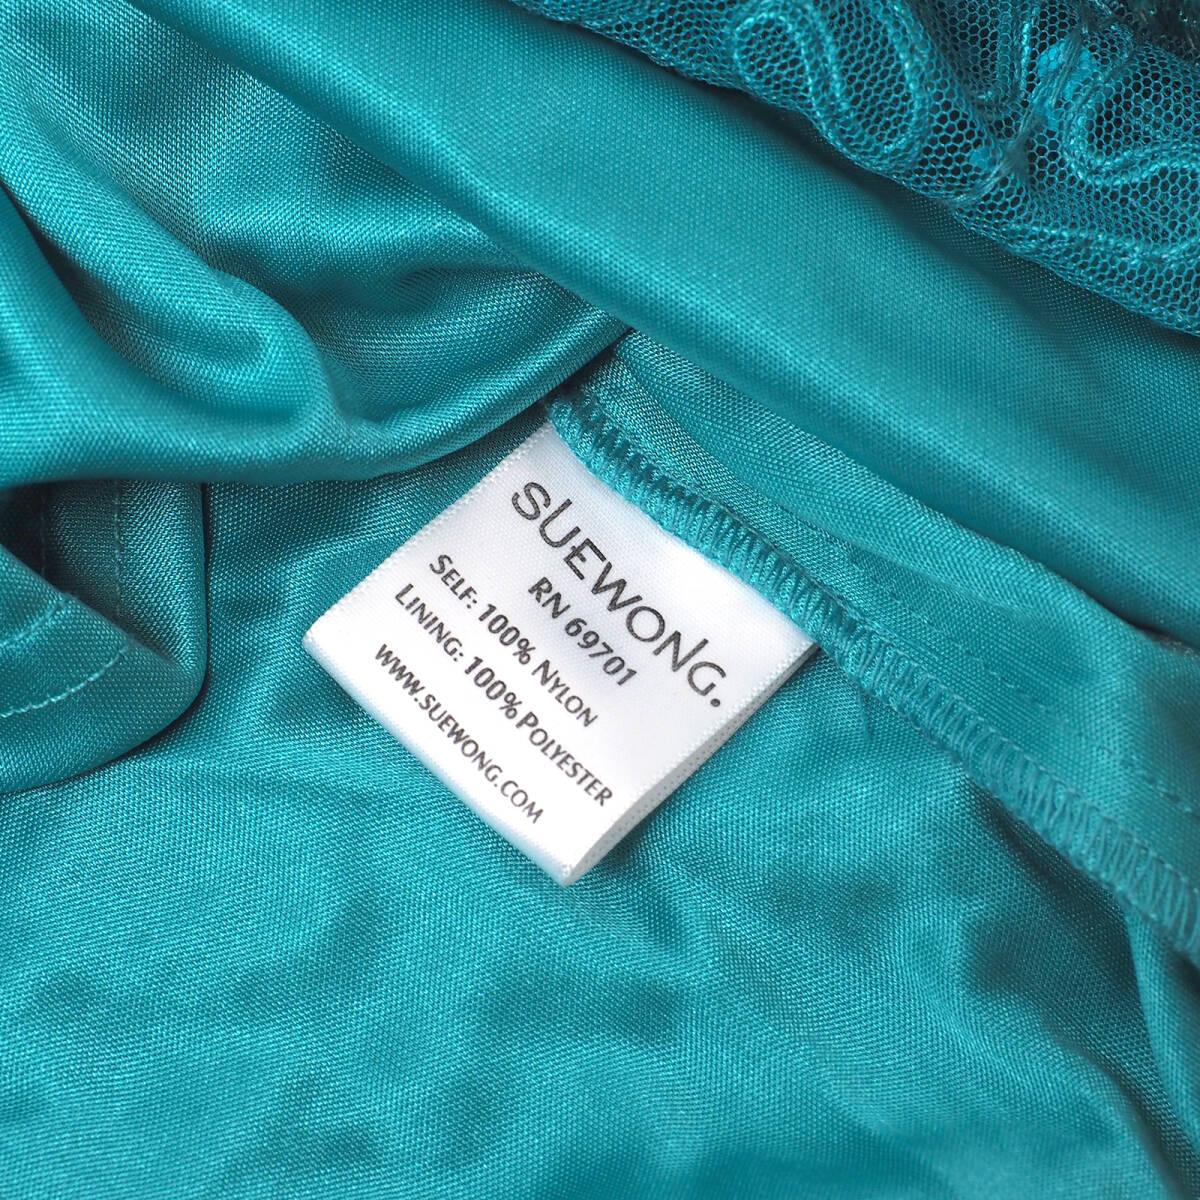 SUEWONG.
RN 69701
SELF: 100% NYLON
LINING: 100% POLYESTER
WWW.SUEWONG.COM